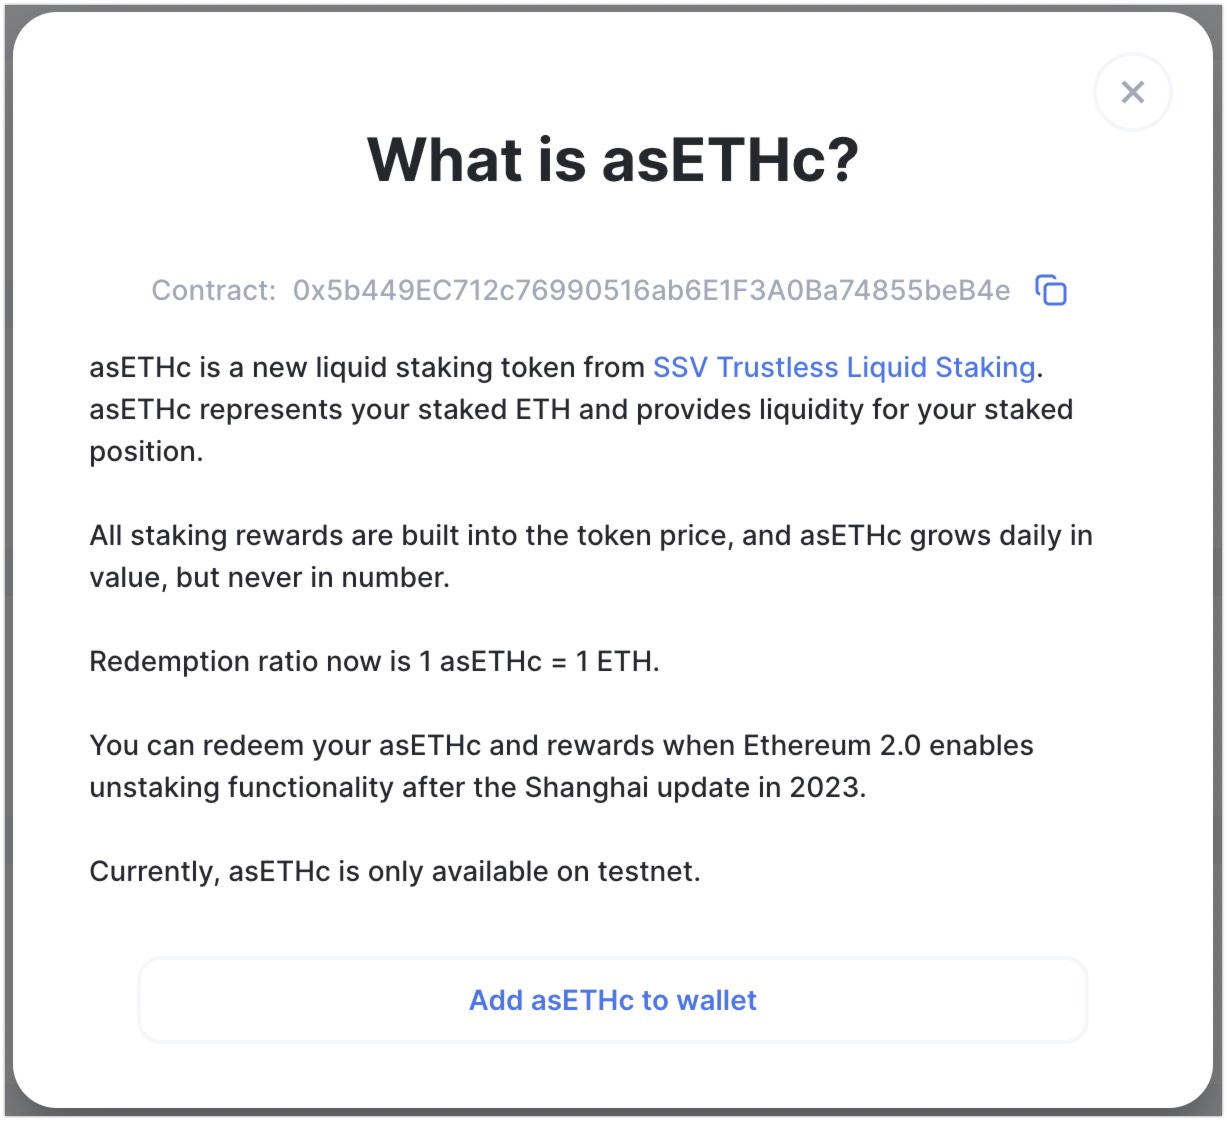 What is asETHc?
Contract: 0x5b449EC712c76990516ab6E1F3A0Ba74855beB4e
asETHc is a new liquid staking token from SSV Trustless Liquid Staking.
asETHc represents your staked ETH and provides liquidity for your staked
position.
All staking rewards are built into the token price, and asETHc grows daily in
value, but never in number.
Redemption ratio now is 1 asETHc = 1 ETH.
You can redeem your asETHc and rewards when Ethereum 2.0 enables
unstaking functionality after the Shanghai update in 2023.
Currently, asETHc is only available on testnet.
Add asETHc to wallet